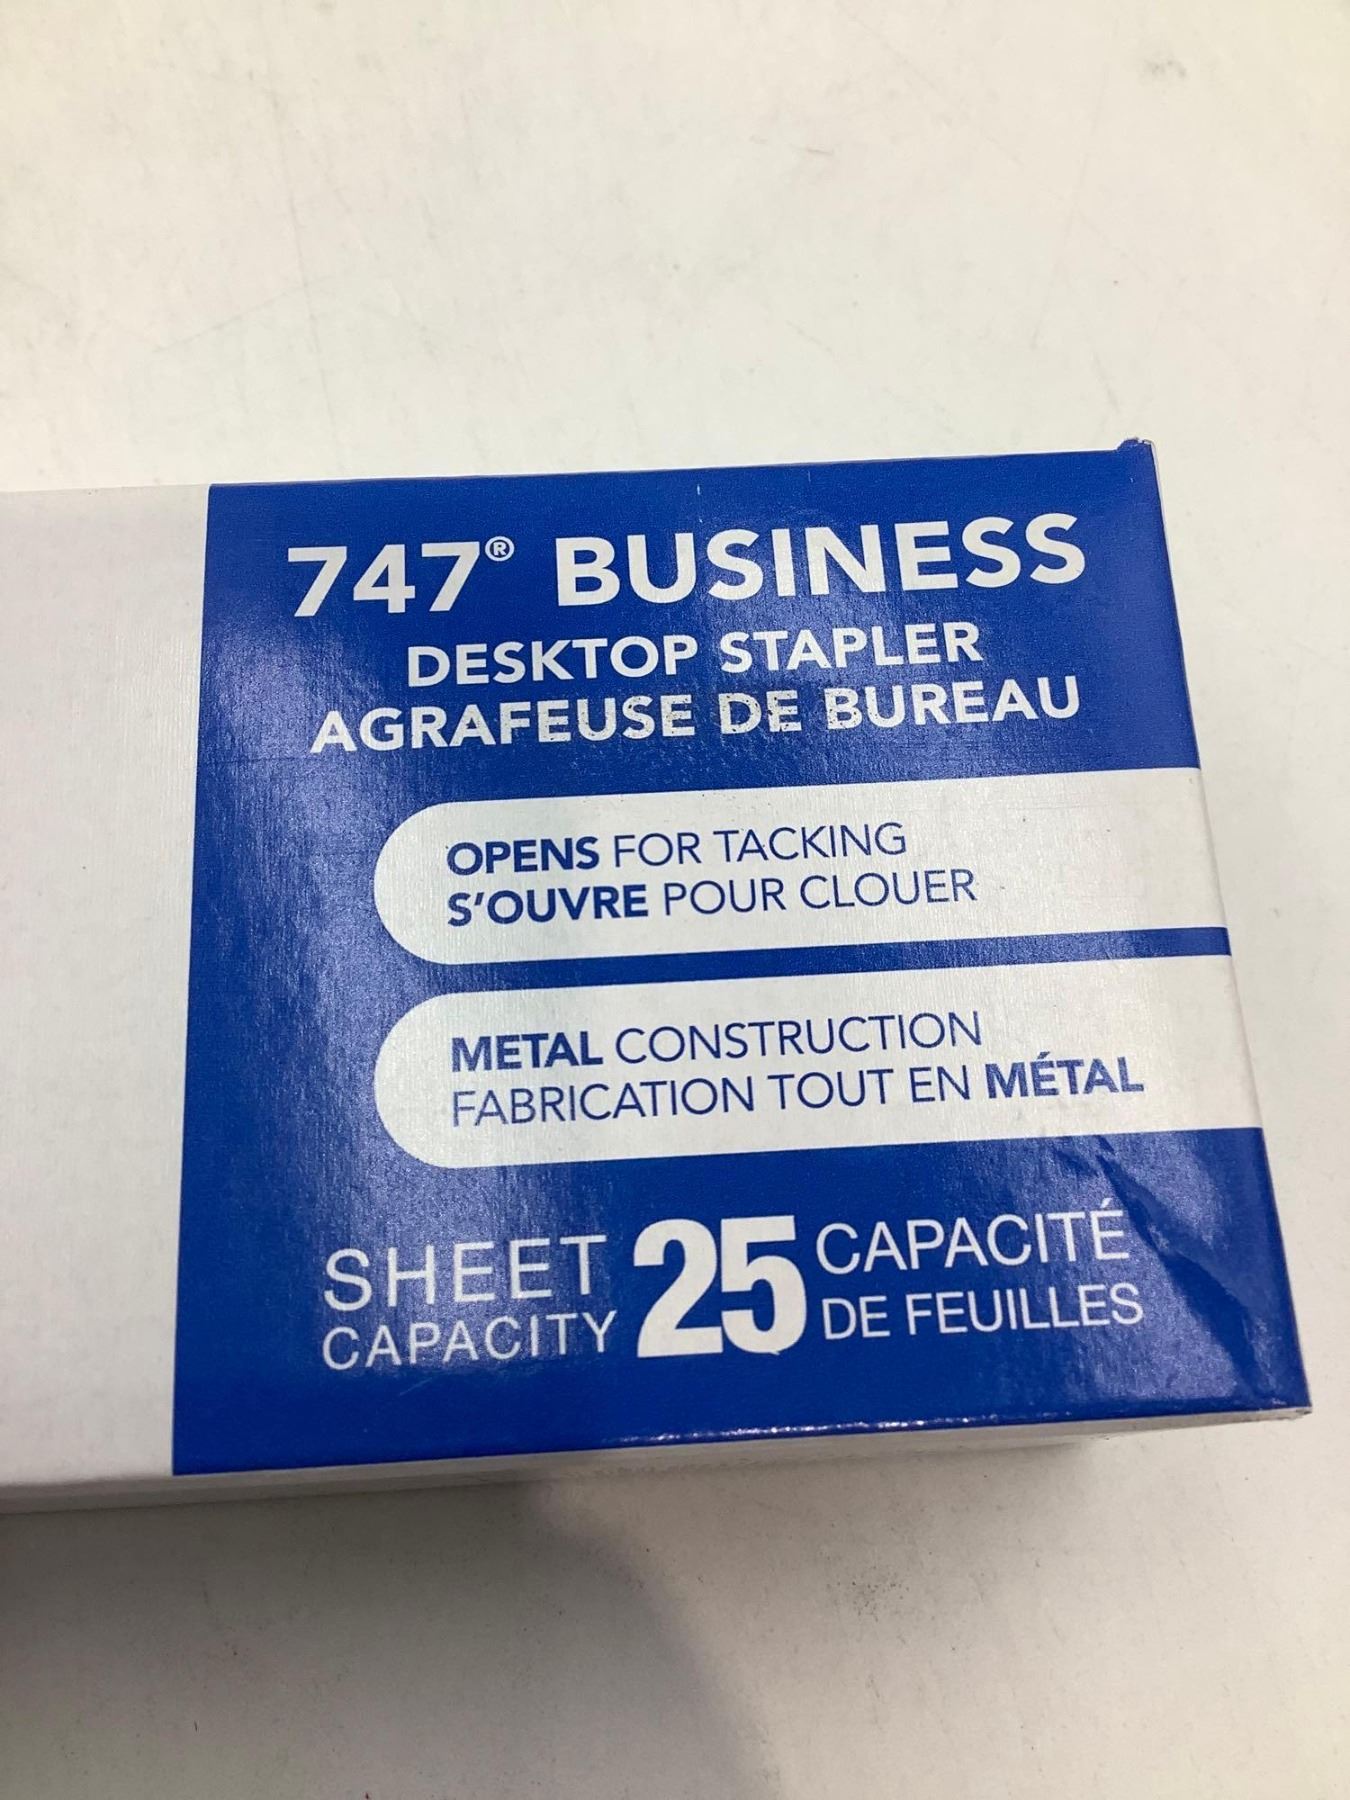 747® BUSINESS
DESKTOP STAPLER
AGRAFEUSE DE BUREAU
OPENS FOR TACKING
S'OUVRE POUR CLOUER
METAL CONSTRUCTION
FABRICATION TOUT EN MÉTAL
SHEET
CAPACITY
25
CAPACITÉ
DE FEUILLES